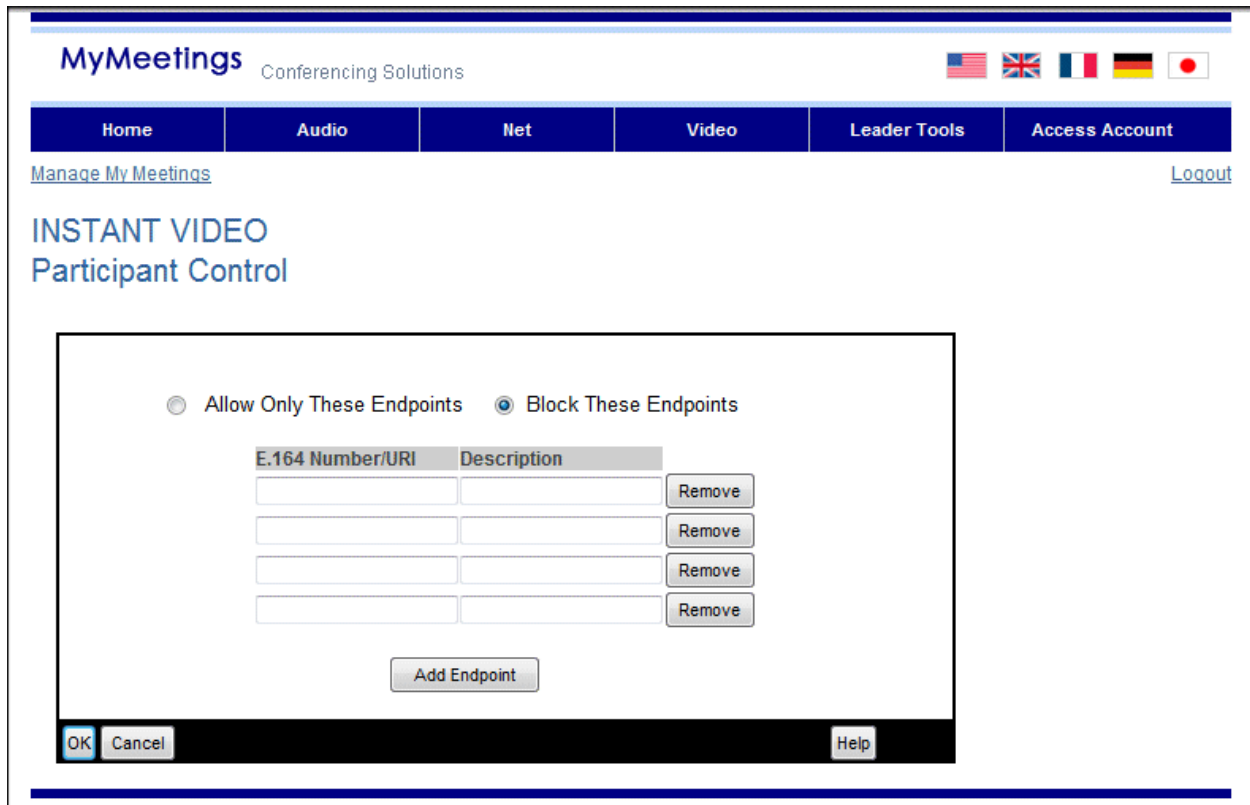 MyMeetings Conferencing Solutions
Home Audio Net Video Leader Tools Access Account
Manage My Meetings Logout
INSTANT VIDEO
Participant Control
Allow Only These Endpoints Block These Endpoints
E.164 Number/URI Description
Remove
Remove
Remove
Remove
Add Endpoint
OK Cancel Help